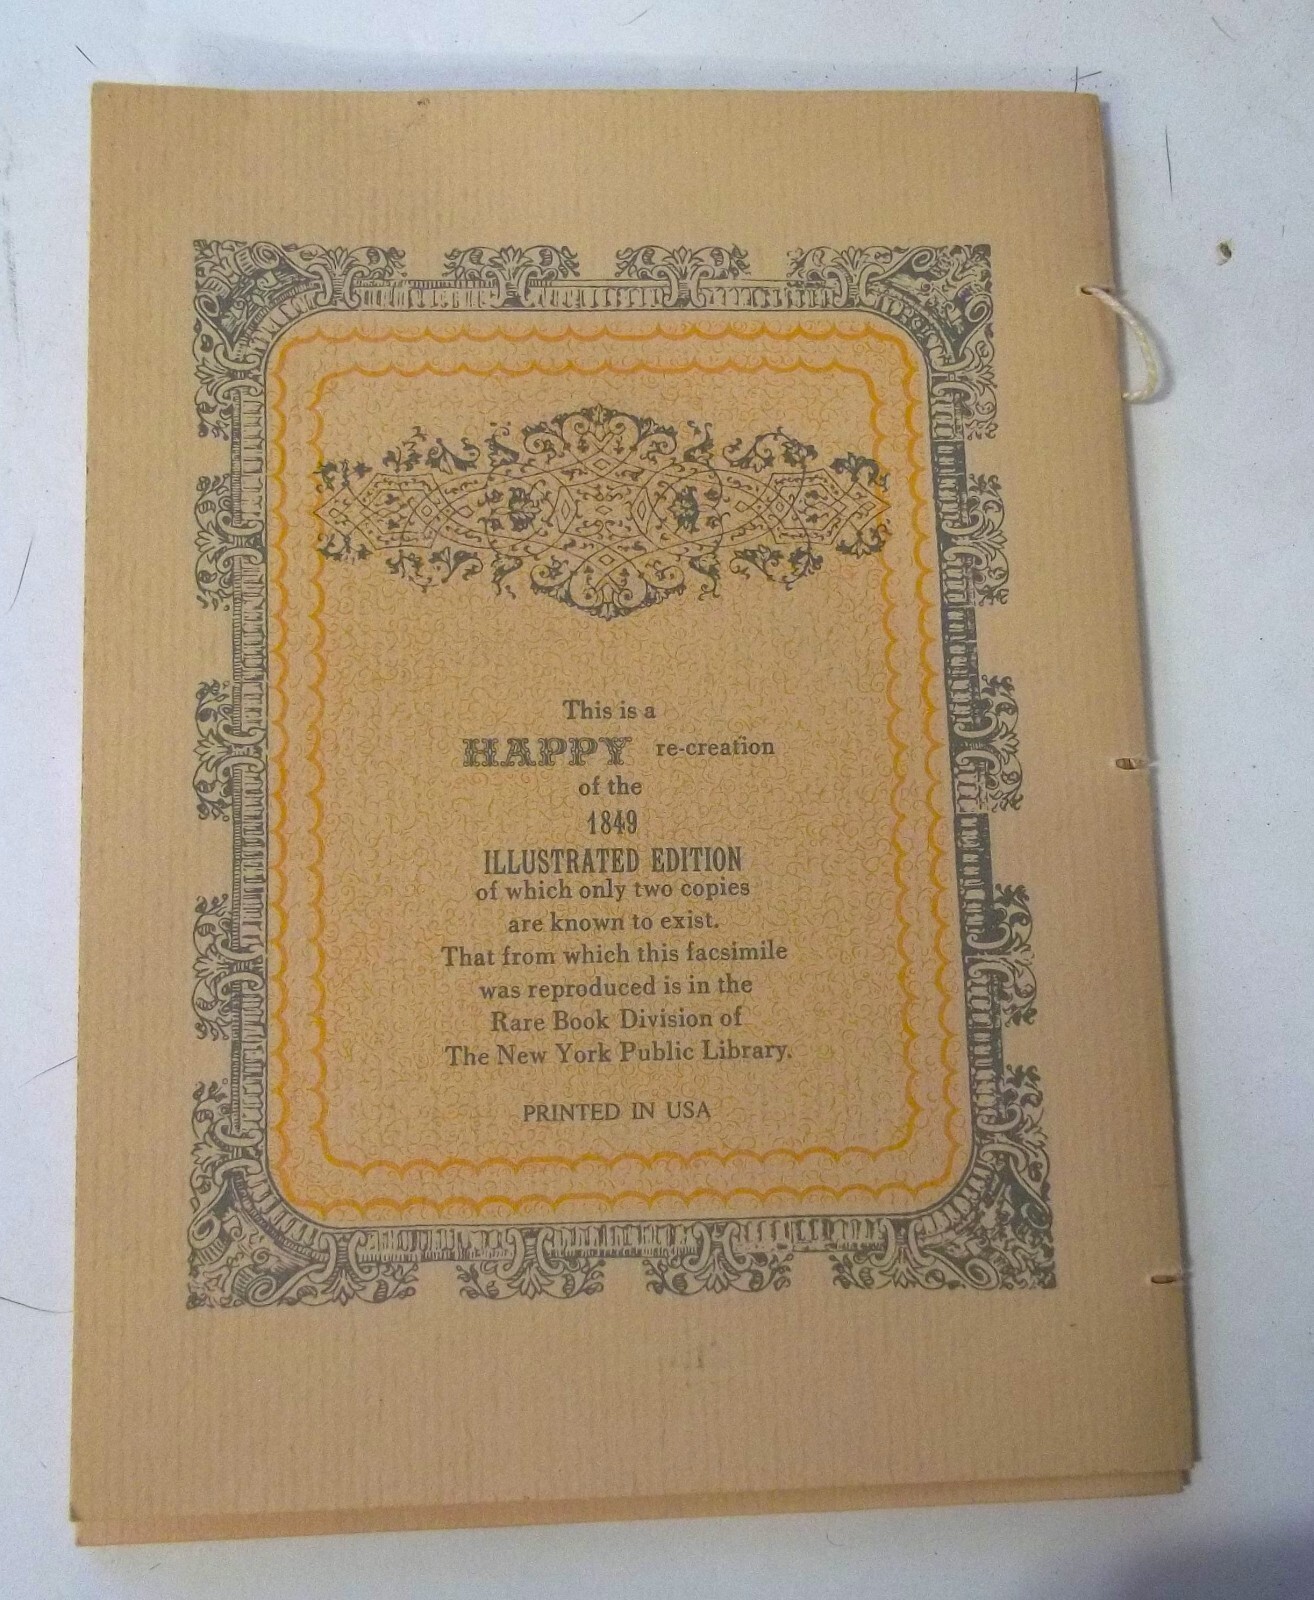 This is a
HAPPY re-creation
of the
1849
ILLUSTRATED EDITION
of which only two copies
are known to exist.
That from which this facsimile
was reproduced is in the
Rare Book Division of
The New York Public Library.
PRINTED IN USA